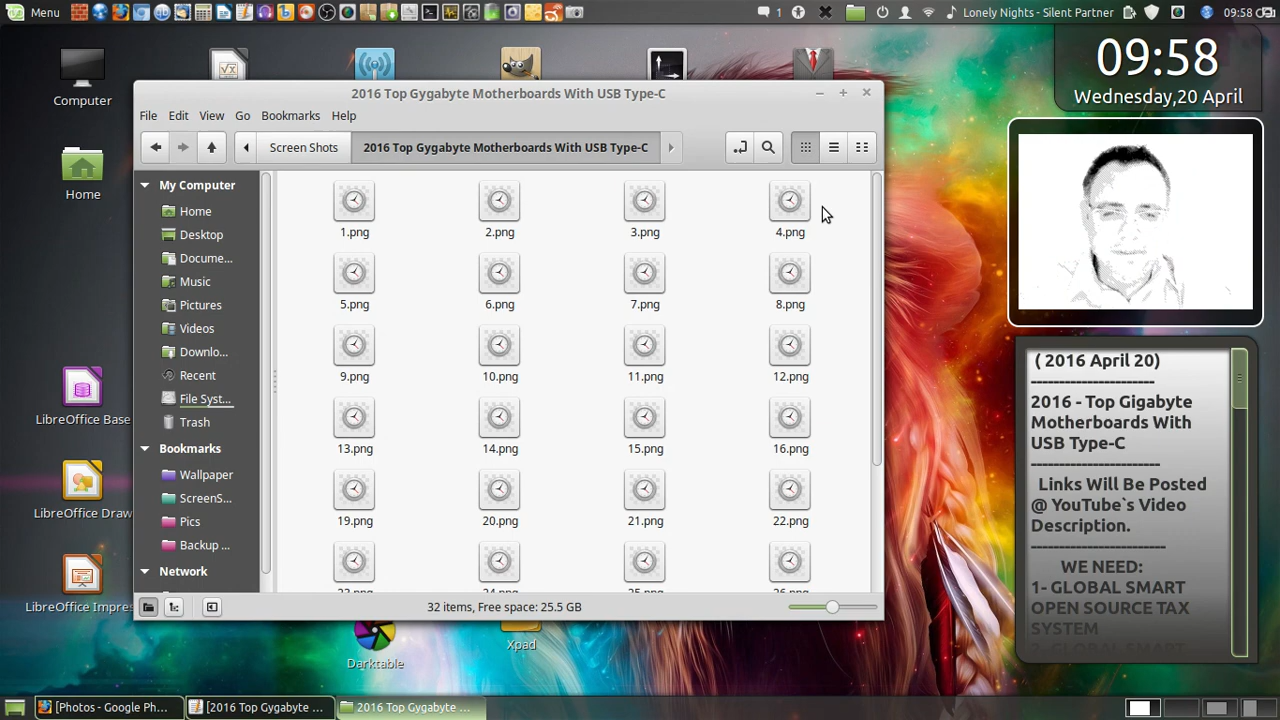 Menu
1
Lonely Nights - Silent Partner
09:58
Computer
Home
LibreOffice Base
LibreOffice Draw
LibreOffice Impres
Darktable
Xpad
2016 Top Gygabyte Motherboards With USB Type-C
File Edit View Go Bookmarks Help
Screen Shots
2016 Top Gygabyte Motherboards With USB Type-C
My Computer
Home
Desktop
Docume...
Music
Pictures
Videos
Downlo...
Recent
File Syst...
Trash
Bookmarks
Wallpaper
ScreenS...
Pics
Backup ...
Network
1.png 2.png 3.png 4.png
5.png 6.png 7.png 8.png
9.png 10.png 11.png 12.png
13.png 14.png 15.png 16.png
19.png 20.png 21.png 22.png
32 items, Free space: 25.5 GB
09:58
Wednesday,20 April
( 2016 April 20)
----------------------
2016 - Top Gigabyte
Motherboards With
USB Type-C
-----------------------
Links Will Be Posted
@ YouTube`s Video
Description.
------------------------
WE NEED:
1- GLOBAL SMART
OPEN SOURCE TAX
SYSTEM
2- GLOBAL SMART
[Photos - Google Ph...
[2016 Top Gygabyte ...
2016 Top Gygabyte ...